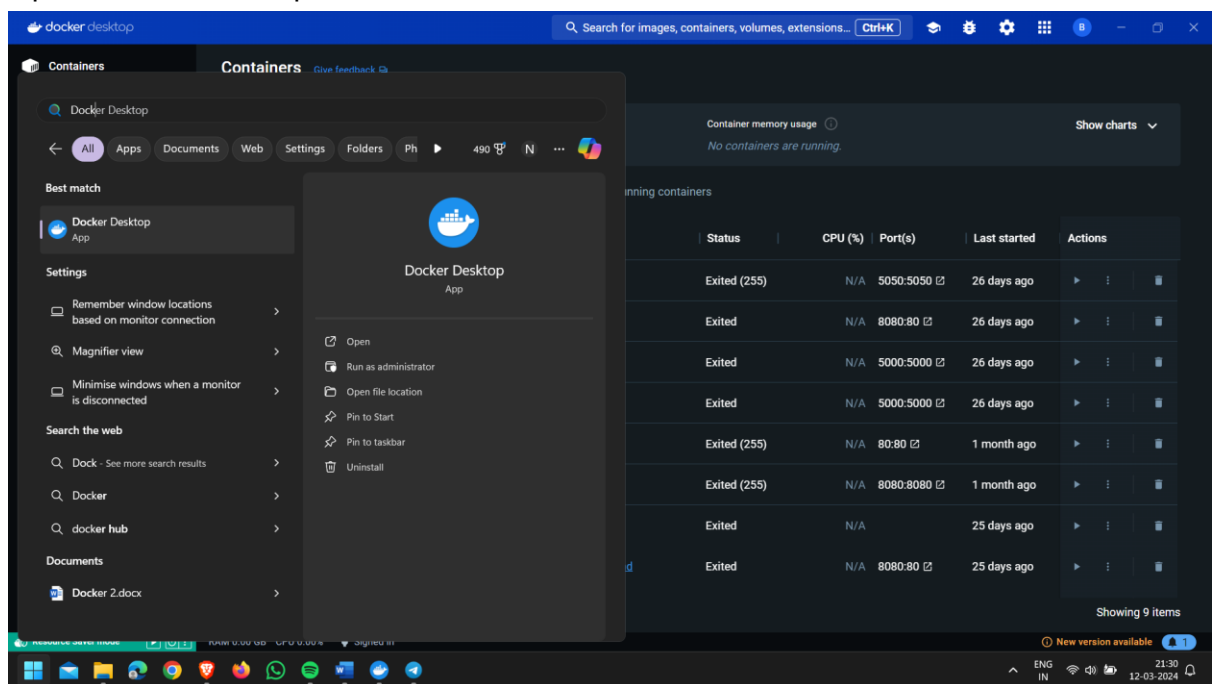 docker desktop
Search for images, containers, volumes, extensions... Ctrl+K
B
Containers
Containers Give feedback
Docker Desktop
All Apps Documents Web Settings Folders Ph 490 N ...
Best match
Docker Desktop
App
Settings
Remember window locations
based on monitor connection
Magnifier view
Minimise windows when a monitor
is disconnected
Search the web
Dock - See more search results
Docker
docker hub
Documents
Docker 2.docx
Docker Desktop
App
Open
Run as administrator
Open file location
Pin to Start
Pin to taskbar
Uninstall
Container memory usage
No containers are running.
Show charts
containers
Status CPU (%) Port(s) Last started Actions
Exited (255) N/A 5050:5050 26 days ago
Exited N/A 8080:80 26 days ago
Exited N/A 5000:5000 26 days ago
Exited N/A 5000:5000 26 days ago
Exited (255) N/A 80:80 1 month ago
Exited (255) N/A 8080:8080 1 month ago
Exited N/A 25 days ago
Exited N/A 8080:80 25 days ago
Showing 9 items
Resource Saver mode RAM 0.00 GB CPU 0.00% Signed in
New version available 1
ENG
IN
21:30
12-03-2024